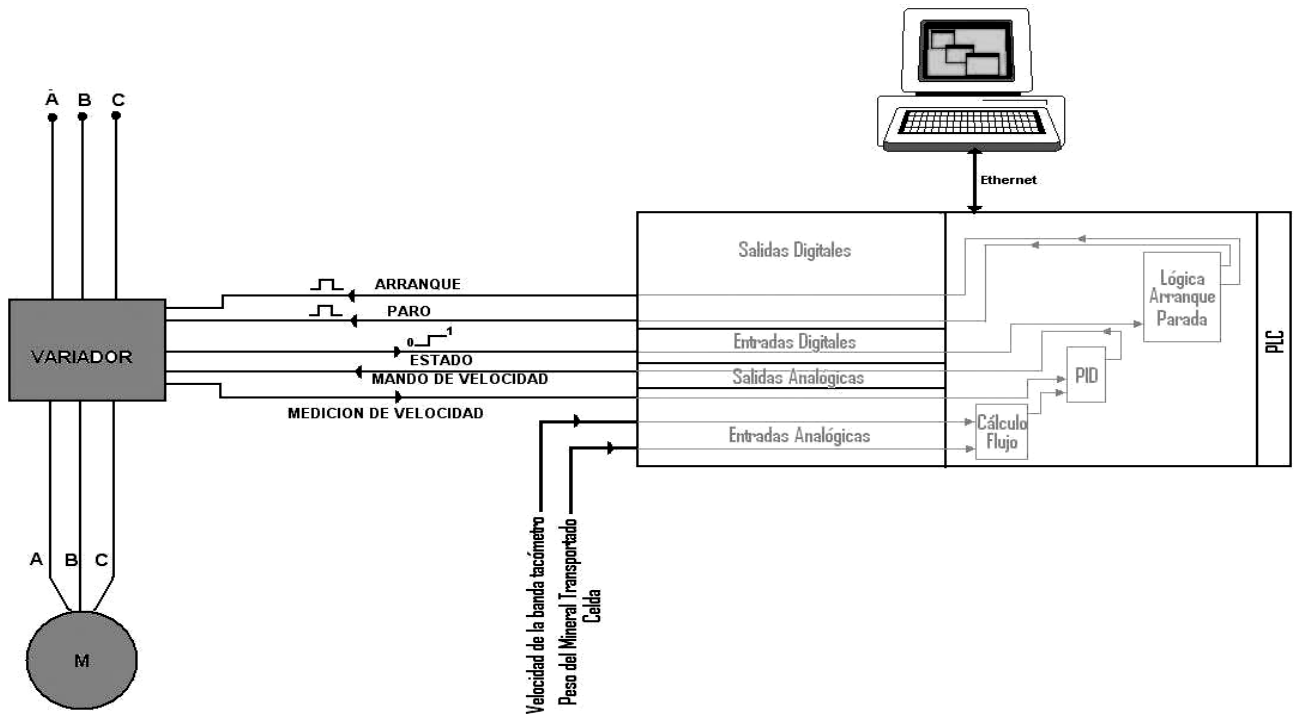 A B C
Ethernet
Salidas Digitales
Lógica
Arranque
Parada
ARRANQUE
PARO
0 1
VARIADOR
ESTADO
Entradas Digitales
MANDO DE VELOCIDAD
Salidas Analógicas
PID
PLC
MEDICION DE VELOCIDAD
Entradas Analógicas
Cálculo
Flujo
Velocidad de la banda tacómetro
Peso del Mineral Transportado
Celda
A B C
M